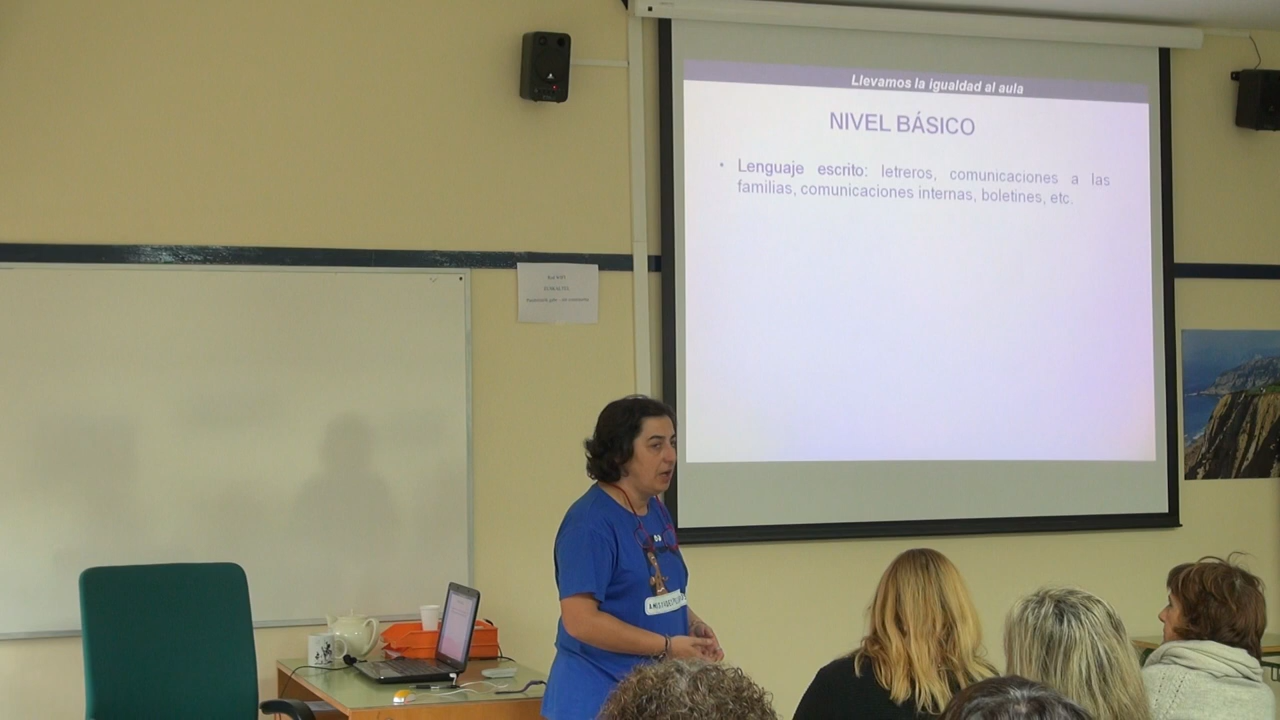 Llevamos la igualdad al aula
NIVEL BÁSICO
• Lenguaje escrito: letreros, comunicaciones a las
familias, comunicaciones internas, boletines, etc.